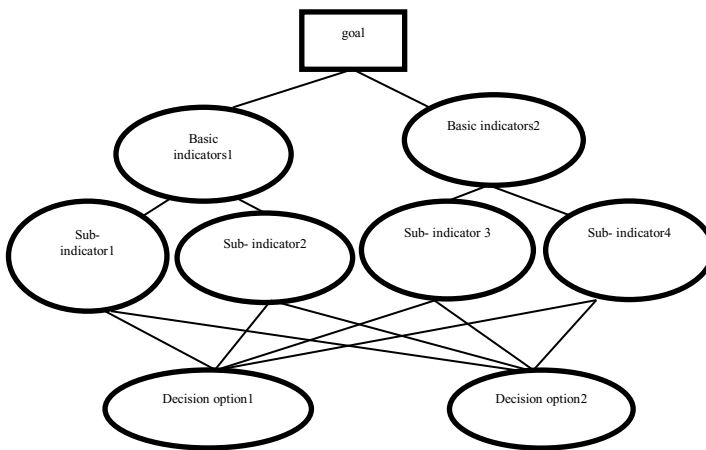 goal
Basic
indicators1
Basic indicators2
Sub-
indicator1
Sub- indicator2
Sub- indicator 3
Sub- indicator4
Decision option1
Decision option2